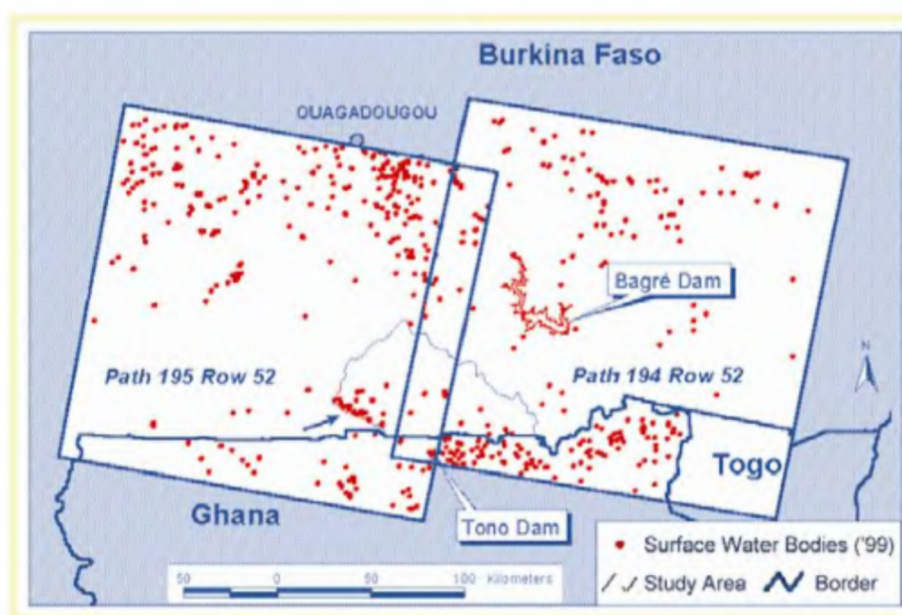 Burkina Faso
OUAGADOUGOU
Bagré Dam
Path 195 Row 52
Path 194 Row 52
N
Togo
Ghana
Tono Dam
Surface Water Bodies ('99)
Study Area
Border
50 0 50 100 Kilometers